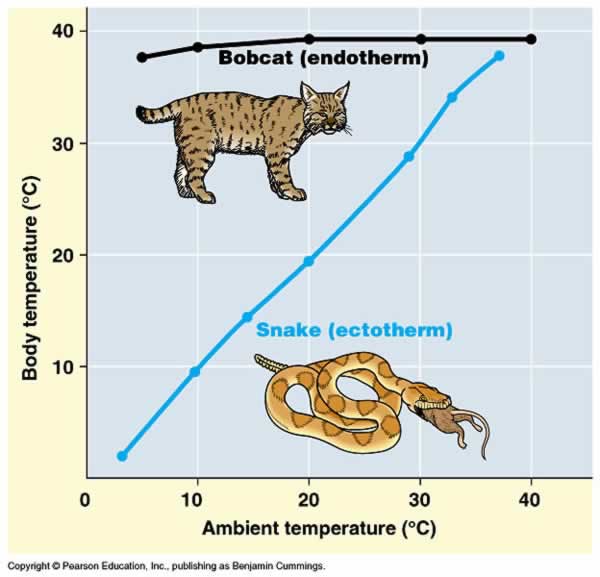 40
Bobcat (endotherm)
30
Body temperature (°C)
20
Snake (ectotherm)
10
0 10 20 30 40
Ambient temperature (°C)
Copyright © Pearson Education, Inc., publishing as Benjamin Cummings.